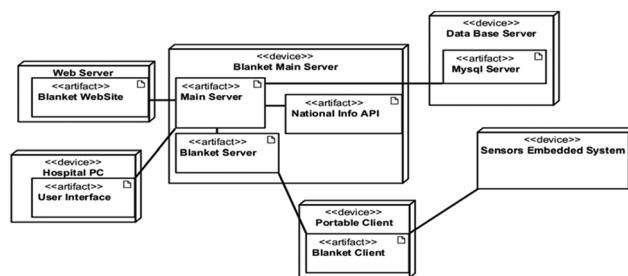 Web Server
<<artifact>>
Blanket WebSite
<<device>>
Hospital PC
<<artifact>>
User Interface
<<device>>
Blanket Main Server
<<artifact>>
Main Server
<<artifact>>
National Info API
<<artifact>>
Blanket Server
<<device>>
Data Base Server
<<artifact>>
Mysql Server
<<device>>
Sensors Embedded System
<<device>>
Portable Client
<<artifact>>
Blanket Client